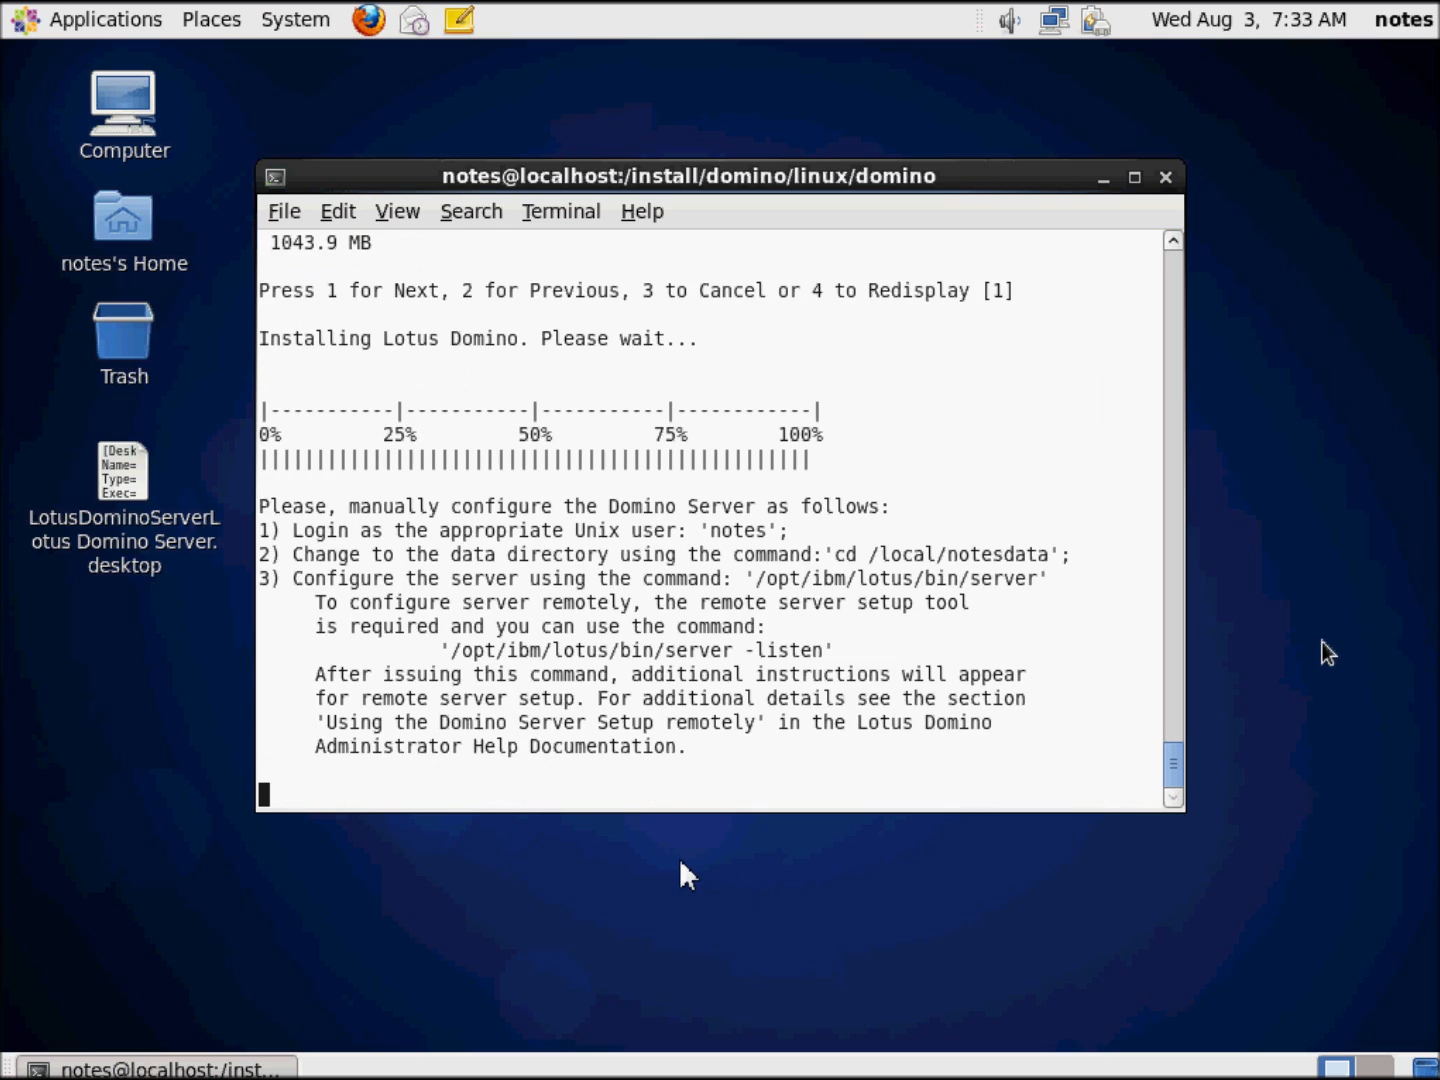 Applications Places System Wed Aug 3, 7:33 AM notes
Computer
notes's Home
Trash
[Desk
Name=
Type=
Exec=
LotusDominoServerL
otus Domino Server.
desktop
notes@localhost:/install/domino/linux/domino
File Edit View Search Terminal Help
1043.9 MB
Press 1 for Next, 2 for Previous, 3 to Cancel or 4 to Redisplay [1]
Installing Lotus Domino. Please wait...
|-----------|-----------|-----------|------------|
0% 25% 50% 75% 100%
|||||||||||||||||||||||||||||||||||||||||||||||||
Please, manually configure the Domino Server as follows:
1) Login as the appropriate Unix user: 'notes';
2) Change to the data directory using the command:'cd /local/notesdata';
3) Configure the server using the command: '/opt/ibm/lotus/bin/server'
To configure server remotely, the remote server setup tool
is required and you can use the command:
'/opt/ibm/lotus/bin/server -listen'
After issuing this command, additional instructions will appear
for remote server setup. For additional details see the section
'Using the Domino Server Setup remotely' in the Lotus Domino
Administrator Help Documentation.
notes@localhost:/inst...